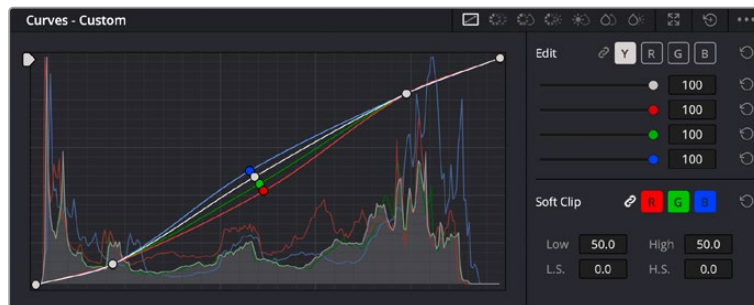 Curves - Custom
Edit Y R G B
100
100
100
100
Soft Clip R G B
Low 50.0 High 50.0
L.S. 0.0 H.S. 0.0